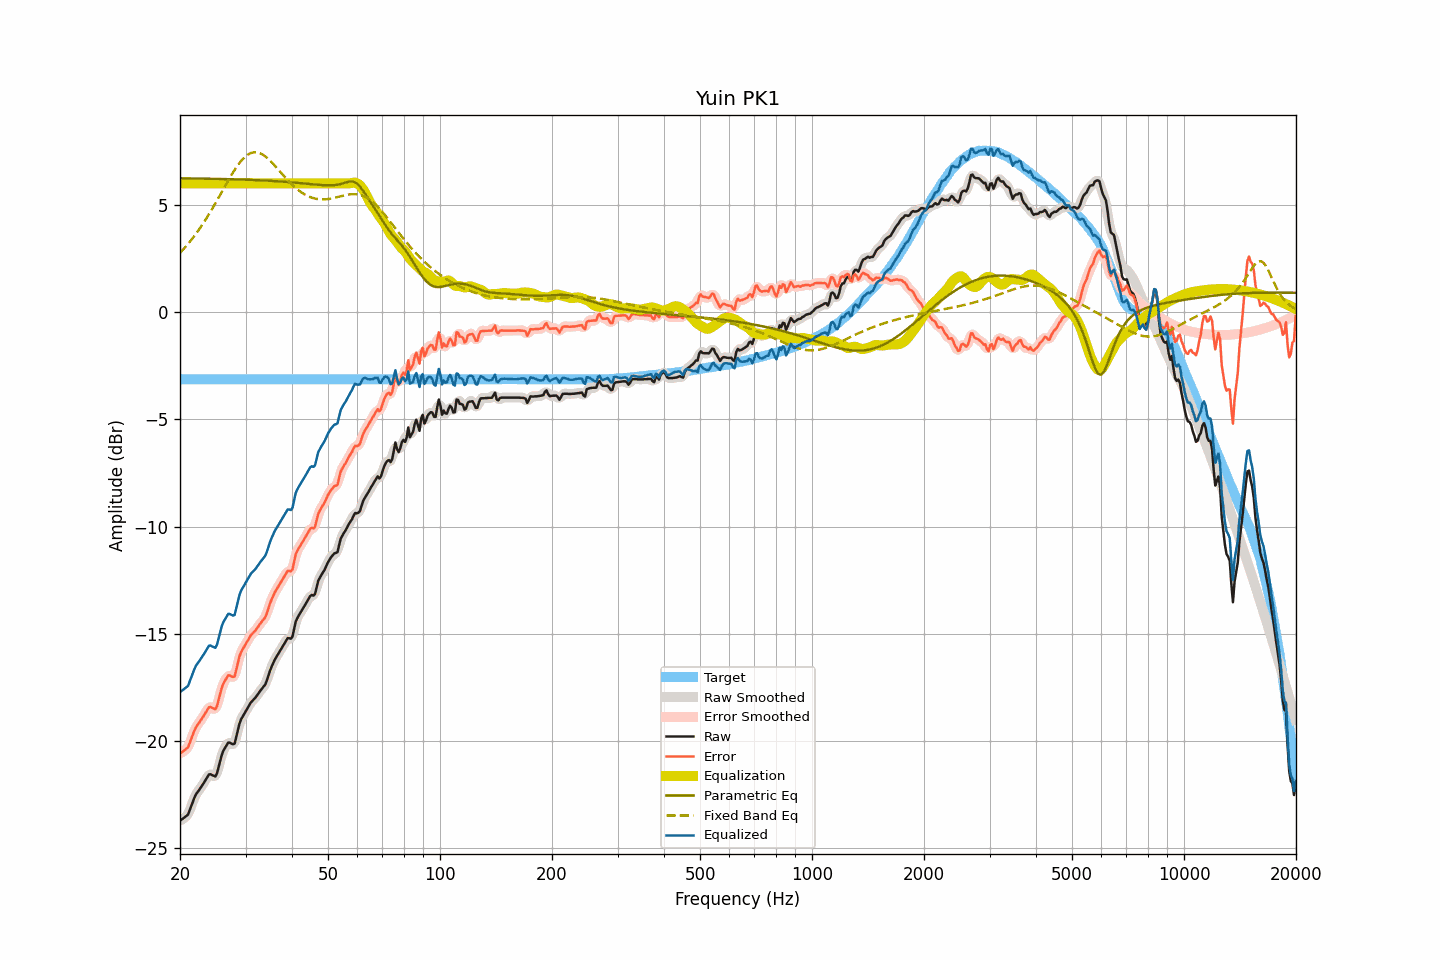 Yuin PK1
Amplitude (dBr)
5
0
−5
−10
−15
−20
−25
Target
Raw Smoothed
Error Smoothed
Raw
Error
Equalization
Parametric Eq
Fixed Band Eq
Equalized
20 50 100 200 500 1000 2000 5000 10000 20000
Frequency (Hz)